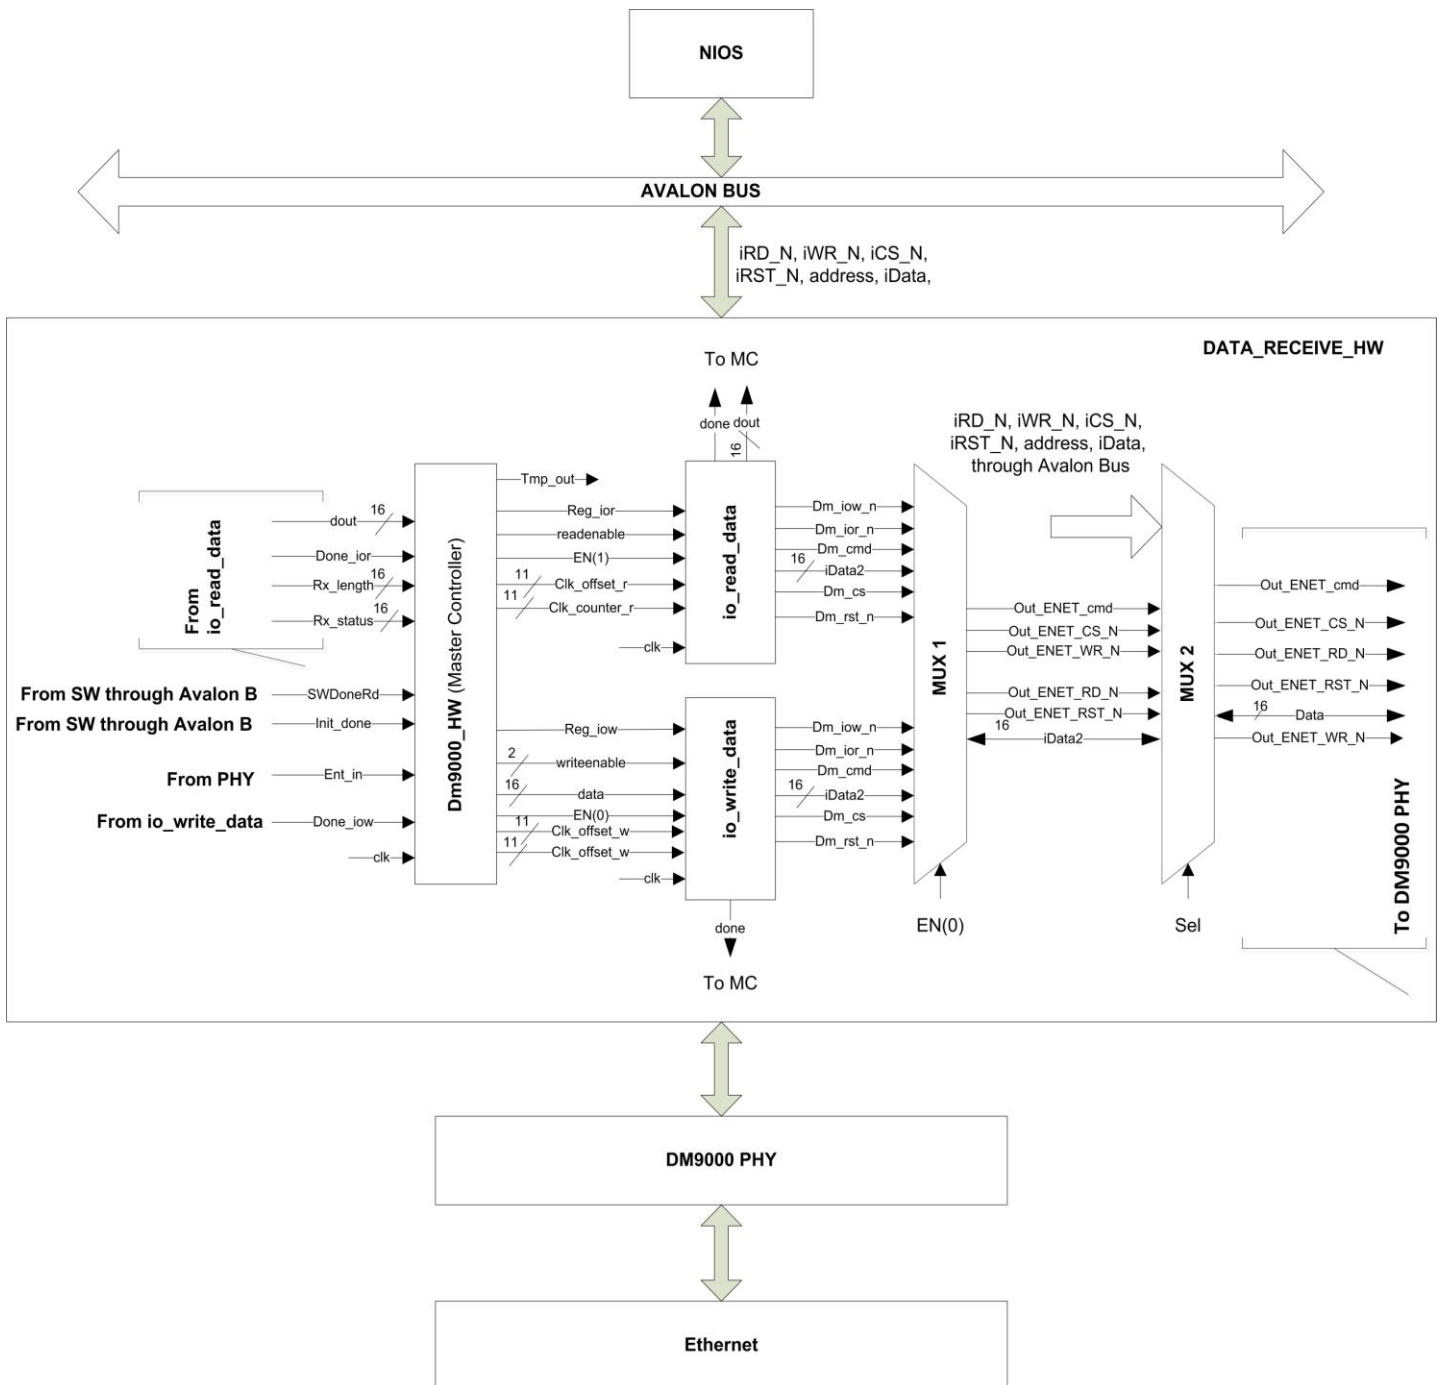 NIOS
AVALON BUS
iRD_N, iWR_N, iCS_N,
iRST_N, address, iData,
DATA_RECEIVE_HW
To MC
done
dout
16
iRD_N, iWR_N, iCS_N,
iRST_N, address, iData,
through Avalon Bus
From
io_read_data
dout
16
Done_ior
Rx_length
16
Rx_status
16
From SW through Avalon B
SWDoneRd
From SW through Avalon B
Init_done
From PHY
Ent_in
From io_write_data
Done_iow
clk
Dm9000_HW (Master Controller)
Tmp_out
Reg_ior
readenable
EN(1)
11
Clk_offset_r
11
Clk_counter_r
clk
Reg_iow
2
writeenable
16
data
EN(0)
11
Clk_offset_w
11
Clk_offset_w
clk
io_read_data
Dm_iow_n
Dm_ior_n
Dm_cmd
16
iData2
Dm_cs
Dm_rst_n
io_write_data
Dm_iow_n
Dm_ior_n
Dm_cmd
16
iData2
Dm_cs
Dm_rst_n
done
To MC
MUX 1
EN(0)
Out_ENET_cmd
Out_ENET_CS_N
Out_ENET_WR_N
Out_ENET_RD_N
Out_ENET_RST_N
16
iData2
MUX 2
Sel
Out_ENET_cmd
Out_ENET_CS_N
Out_ENET_RD_N
Out_ENET_RST_N
16
Data
Out_ENET_WR_N
To DM9000 PHY
DM9000 PHY
Ethernet